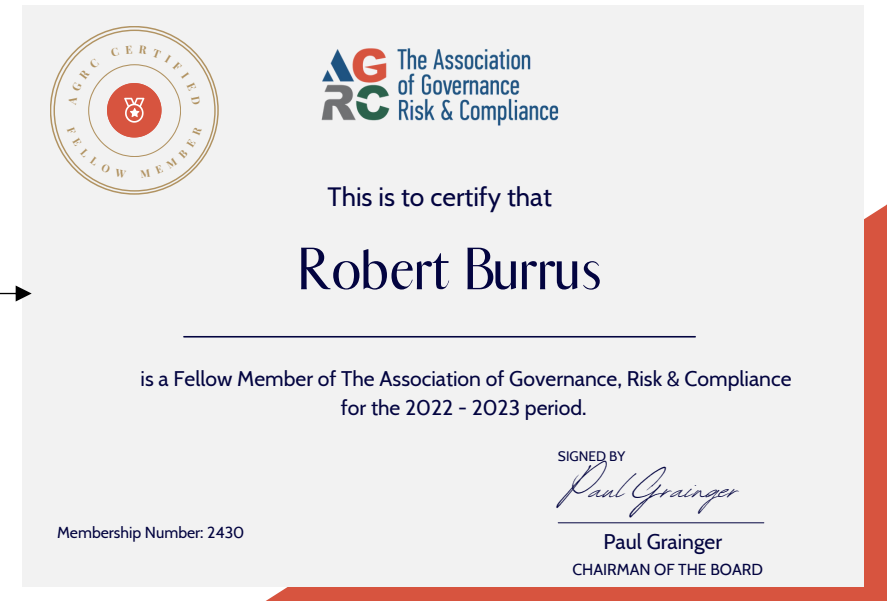 AGRC CERTIFIED
FELLOW MEMBER
AGRC
The Association
of Governance
Risk & Compliance
This is to certify that
Robert Burrus
is a Fellow Member of The Association of Governance, Risk & Compliance
for the 2022 - 2023 period.
SIGNED BY
Paul Grainger
Membership Number: 2430
Paul Grainger
CHAIRMAN OF THE BOARD